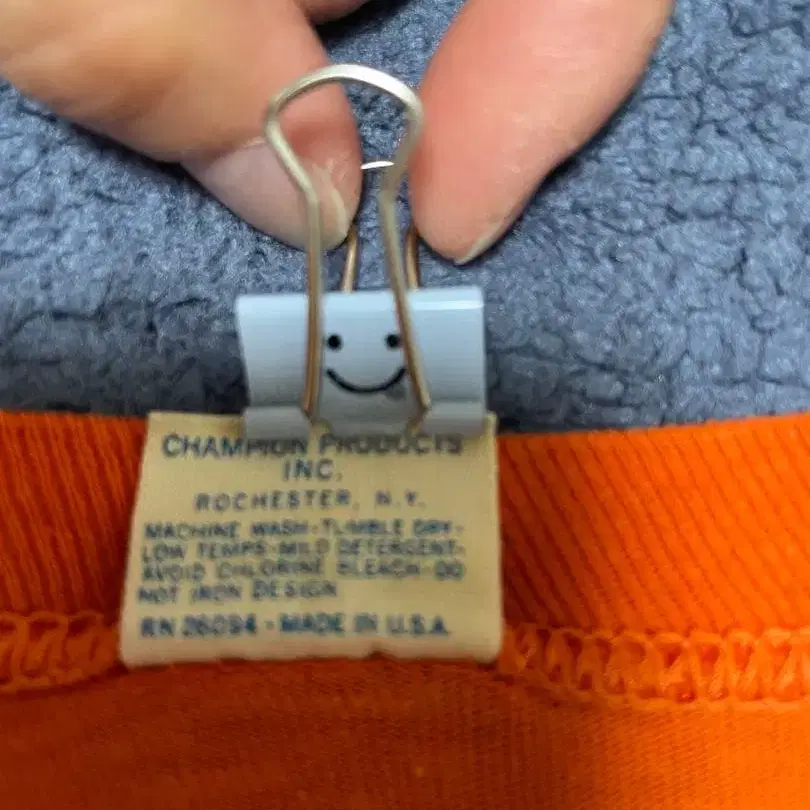 CHAMPION PRODUCTS
INC.
ROCHESTER, N.Y.
MACHINE WASH-TUMBLE DRY-
LOW TEMPS-MILD DETERGENT-
AVOID CHLORINE BLEACH-DO
NOT IRON DESIGN
RN 26094 - MADE IN U.S.A.